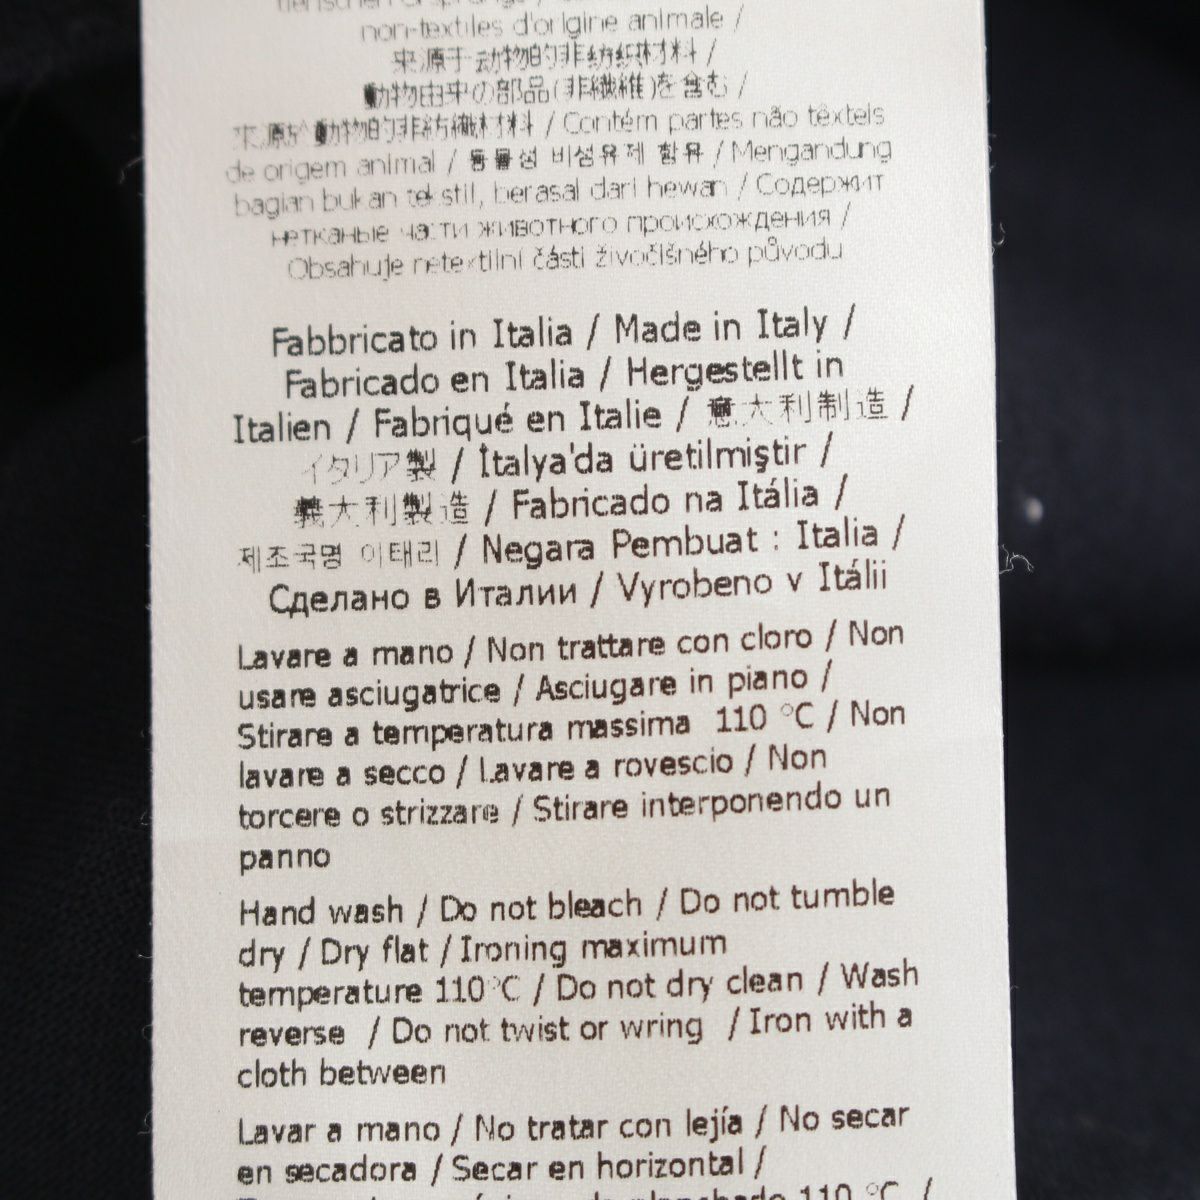 non-textiles d'origine animale /
来源于动物的非纺织材料 /
動物由来の部品(非繊維)を含む /
來源於動物的非紡織材料 / Contém partes não têxteis
de origem animal / 동물성 비섬유제 함유 / Mengandung
bagian bukan tekstil, berasal dari hewan / Содержит
нетканые части животного происхождения /
Obsahuje netextilní části živočišného původu
Fabbricato in Italia / Made in Italy /
Fabricado en Italia / Hergestellt in
Italien / Fabriqué en Italie / 意大利制造 /
イタリア製 / İtalya'da üretilmiştir /
義大利製造 / Fabricado na Itália /
제조국명 이태리 / Negara Pembuat : Italia /
Сделано в Италии / Vyrobeno v Itálii
Lavare a mano / Non trattare con cloro / Non
usare asciugatrice / Asciugare in piano /
Stirare a temperatura massima 110 °C / Non
lavare a secco / Lavare a rovescio / Non
torcere o strizzare / Stirare interponendo un
panno
Hand wash / Do not bleach / Do not tumble
dry / Dry flat / Ironing maximum
temperature 110 °C / Do not dry clean / Wash
reverse / Do not twist or wring / Iron with a
cloth between
Lavar a mano / No tratar con lejía / No secar
en secadora / Secar en horizontal /
110 °C /